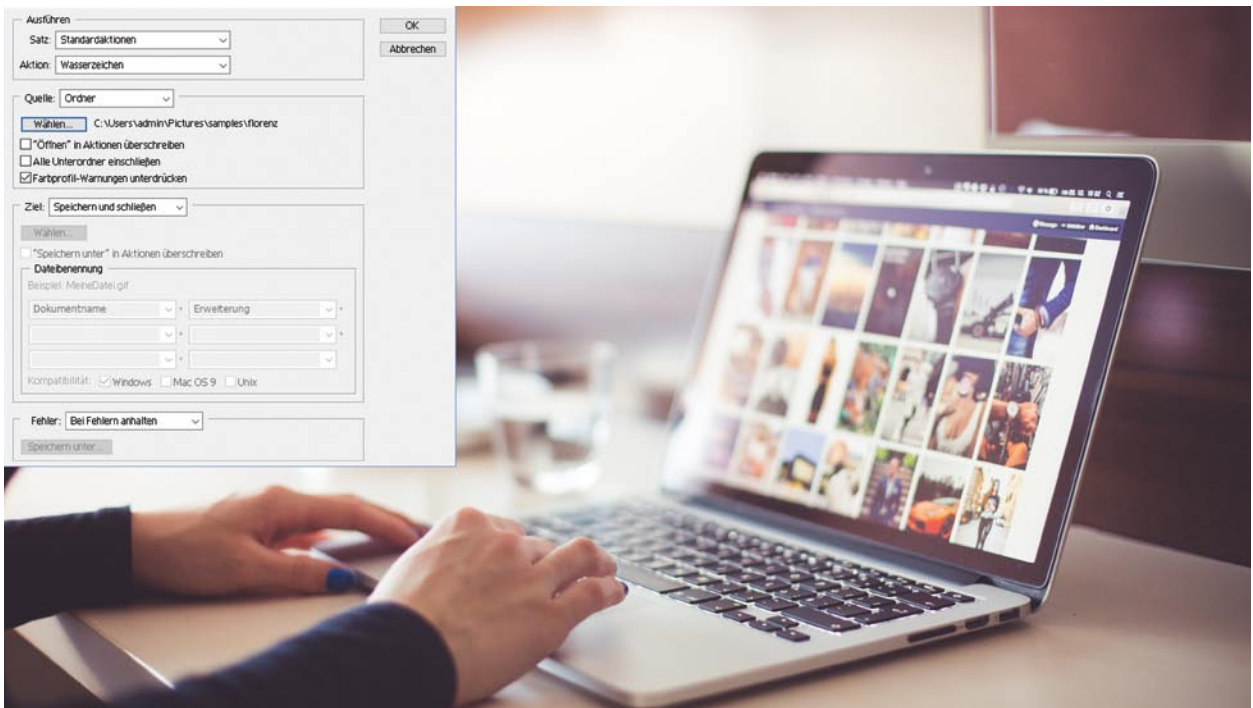 Ausführen
OK
Satz: Standardaktionen
Abbrechen
Aktion: Wasserzeichen
Quelle: Ordner
Wählen... C:\Users\admin\Pictures\samples\florenz
"Öffnen" in Aktionen überschreiben
Alle Unterordner einschließen
Farbprofil-Warnungen unterdrücken
Ziel: Speichern und schließen
Wählen...
"Speichern unter" in Aktionen überschreiben
Dateibenennung
Beispiel: MeineDatei.gif
Dokumentname + Erweiterung +
+ +
+
Kompatibilität: Windows Mac OS 9 Unix
Fehler: Bei Fehlern anhalten
Speichern unter...